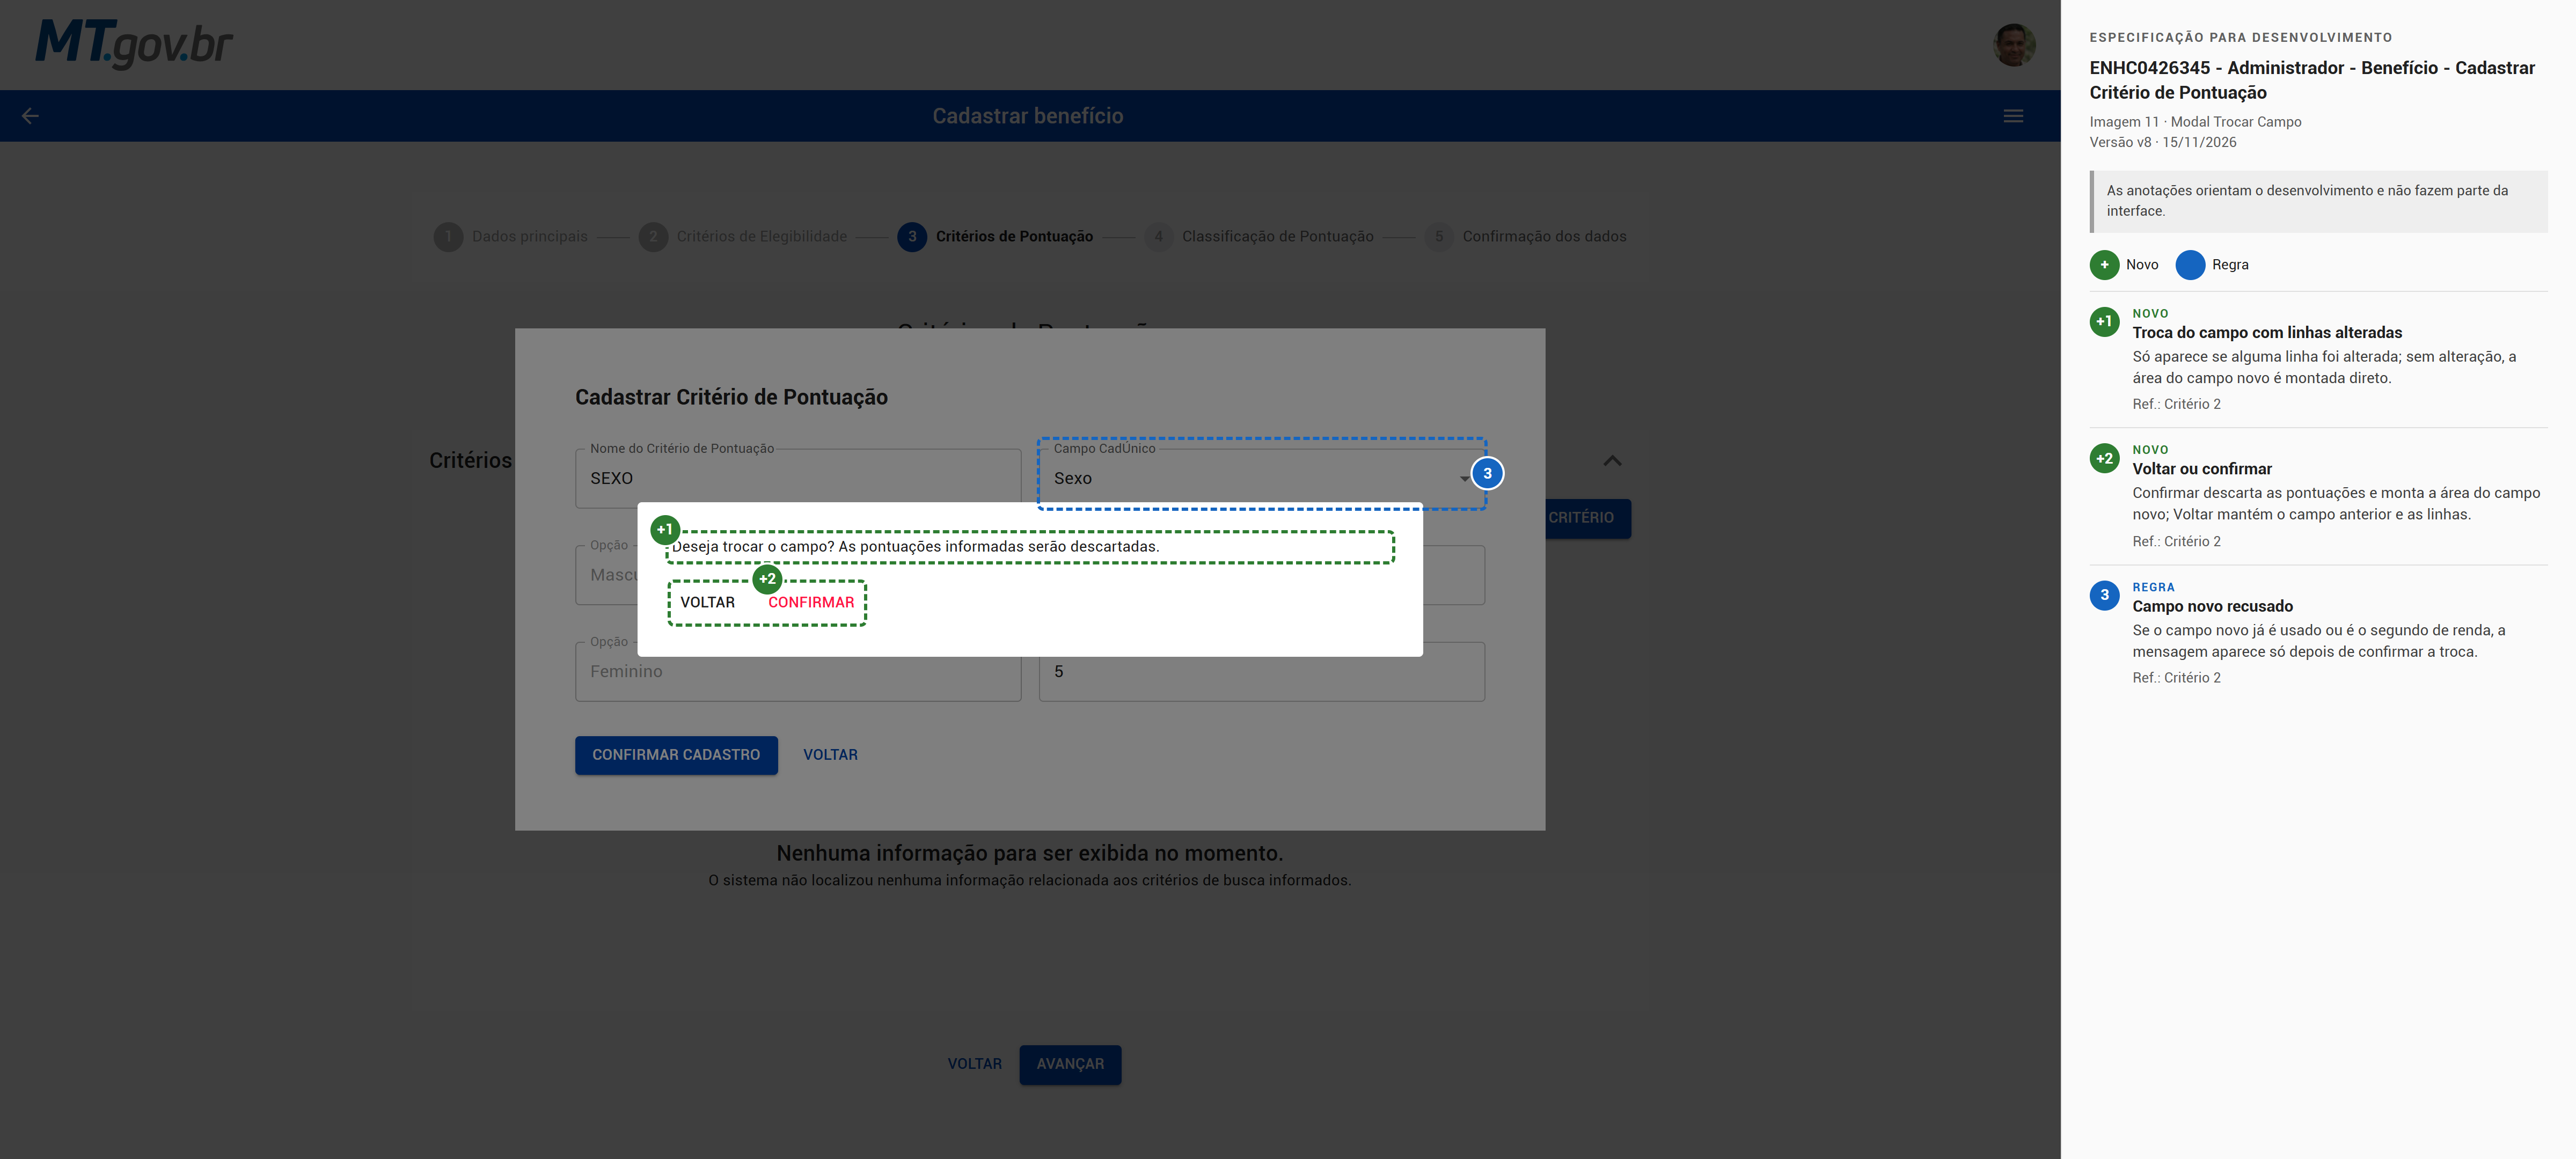 MT.gov.br
Cadastrar benefício
1 Dados principais
2 Critérios de Elegibilidade
3 Critérios de Pontuação
4 Classificação de Pontuação
5 Confirmação dos dados
Critérios
CRITÉRIO
Cadastrar Critério de Pontuação
Nome do Critério de Pontuação
SEXO
Campo CadÚnico
Sexo
3
+1
Deseja trocar o campo? As pontuações informadas serão descartadas.
+2
VOLTAR
CONFIRMAR
Opção
Opção
Feminino
5
CONFIRMAR CADASTRO
VOLTAR
Nenhuma informação para ser exibida no momento.
O sistema não localizou nenhuma informação relacionada aos critérios de busca informados.
VOLTAR
AVANÇAR
ESPECIFICAÇÃO PARA DESENVOLVIMENTO
ENHC0426345 - Administrador - Benefício - Cadastrar
Critério de Pontuação
Imagem 11 · Modal Trocar Campo
Versão v8 · 15/11/2026
As anotações orientam o desenvolvimento e não fazem parte da
interface.
+ Novo
Regra
+1
NOVO
Troca do campo com linhas alteradas
Só aparece se alguma linha foi alterada; sem alteração, a
área do campo novo é montada direto.
Ref.: Critério 2
+2
NOVO
Voltar ou confirmar
Confirmar descarta as pontuações e monta a área do campo
novo; Voltar mantém o campo anterior e as linhas.
Ref.: Critério 2
3
REGRA
Campo novo recusado
Se o campo novo já é usado ou é o segundo de renda, a
mensagem aparece só depois de confirmar a troca.
Ref.: Critério 2